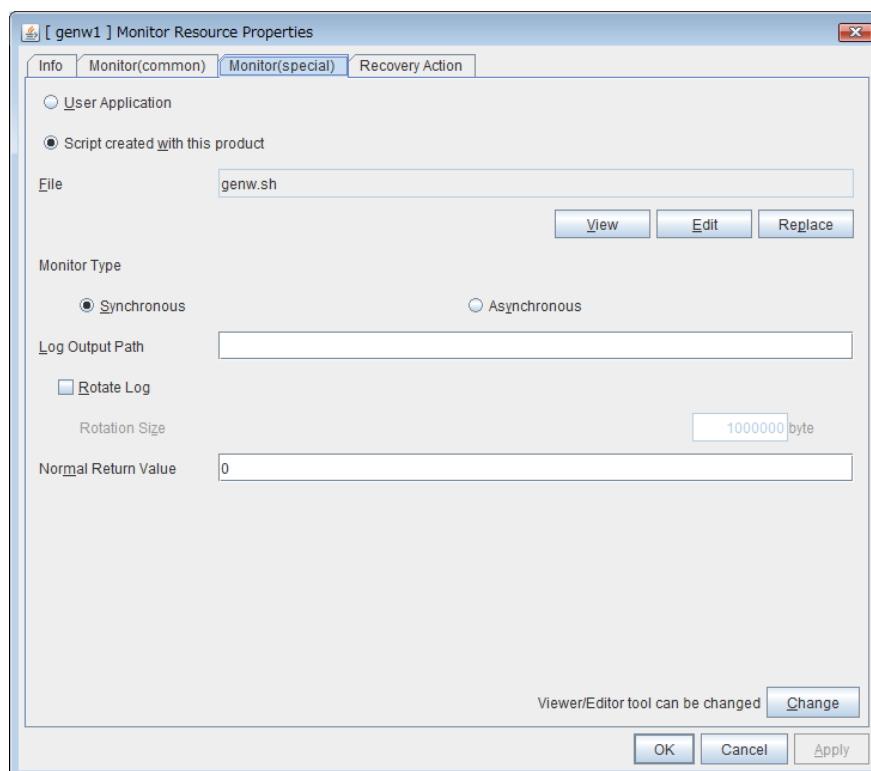 [ genw1 ] Monitor Resource Properties
Info Monitor(common) Monitor(special) Recovery Action
User Application
Script created with this product
File genw.sh
View Edit Replace
Monitor Type
Synchronous Asynchronous
Log Output Path
Rotate Log
Rotation Size 1000000 byte
Normal Return Value 0
Viewer/Editor tool can be changed Change
OK Cancel Apply